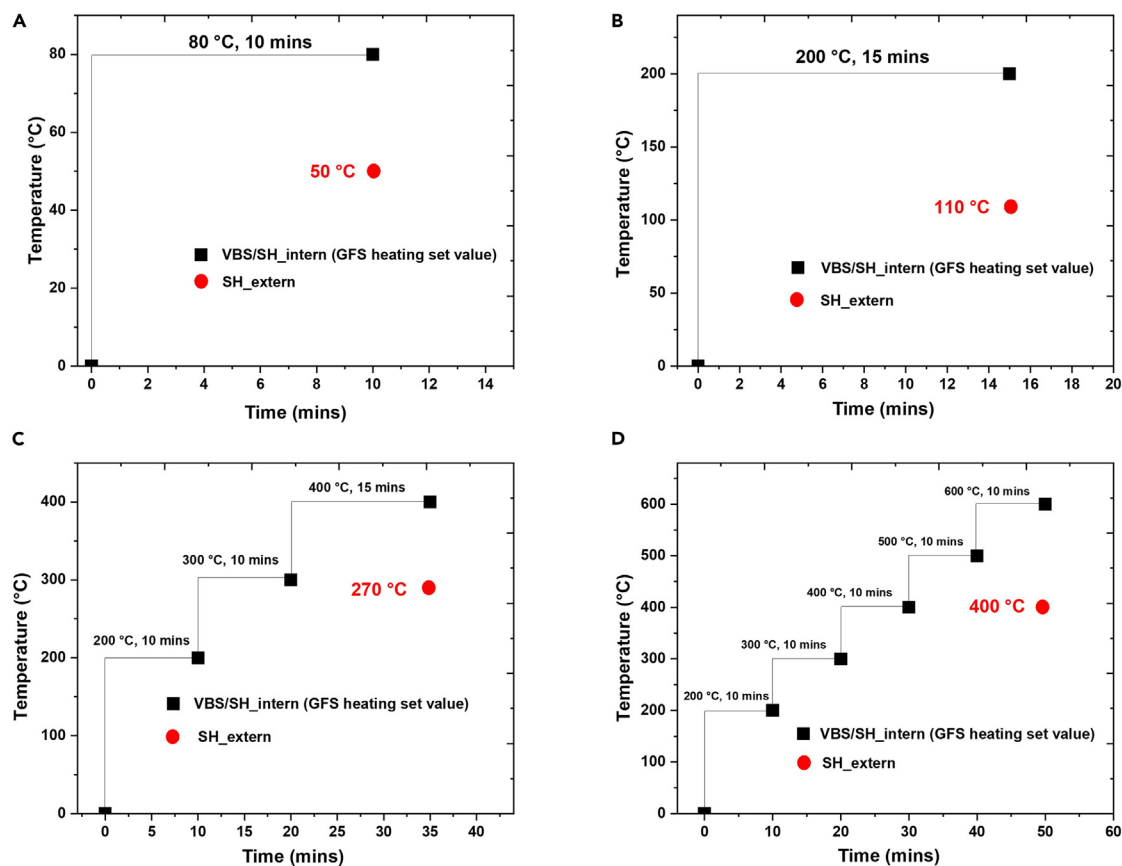 A
80 °C, 10 mins
80
60
40
20
0
Temperature (°C)
50 °C
VBS/SH_intern (GFS heating set value)
SH_extern
0 2 4 6 8 10 12 14
Time (mins)
B
200 °C, 15 mins
200
150
100
50
0
Temperature (°C)
110 °C
VBS/SH_intern (GFS heating set value)
SH_extern
0 2 4 6 8 10 12 14 16 18 20
Time (mins)
C
400 °C, 15 mins
300 °C, 10 mins
200 °C, 10 mins
400
300
200
100
0
Temperature (°C)
270 °C
VBS/SH_intern (GFS heating set value)
SH_extern
0 5 10 15 20 25 30 35 40
Time (mins)
D
600 °C, 10 mins
500 °C, 10 mins
400 °C, 10 mins
300 °C, 10 mins
200 °C, 10 mins
600
500
400
300
200
100
0
Temperature (°C)
400 °C
VBS/SH_intern (GFS heating set value)
SH_extern
0 10 20 30 40 50 60
Time (mins)